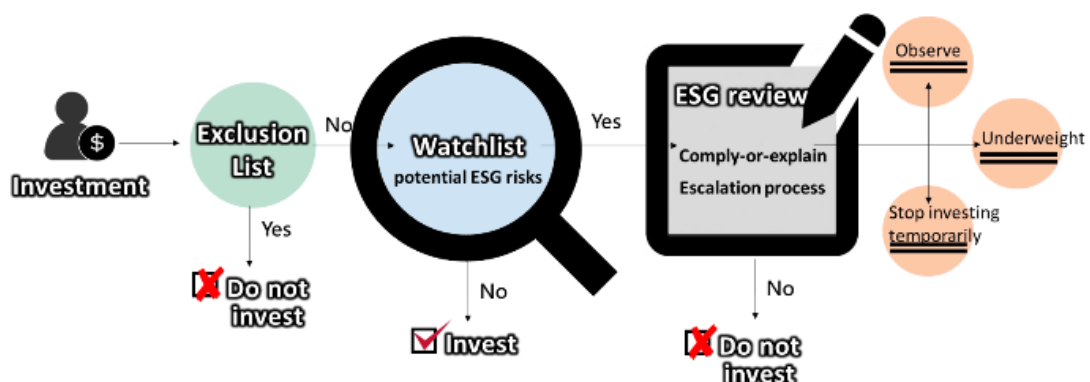 $
Investment
Exclusion
List
No
Yes
Do not
invest
Watchlist
potential ESG risks
No
Invest
Yes
ESG review
Comply-or-explain
Escalation process
No
Do not
invest
Observe
Underweight
Stop investing
temporarily